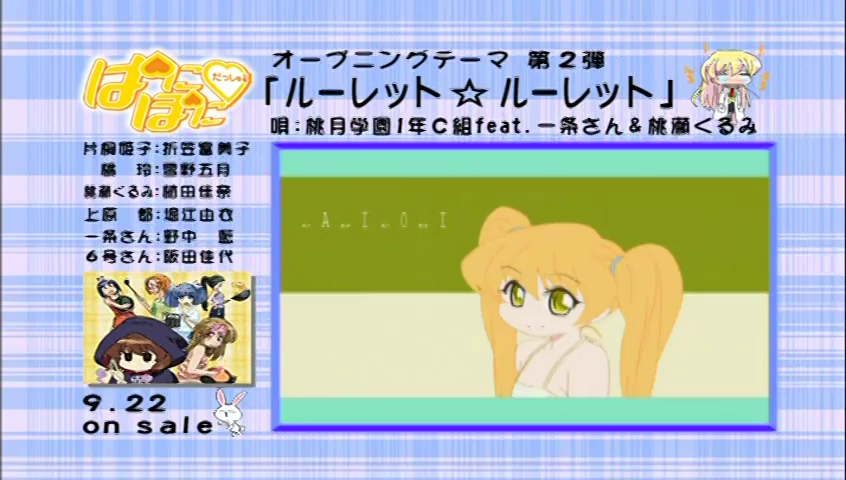 ぱにぽに
だっしゅ
オープニングテーマ 第2弾
「ルーレット☆ルーレット」
唄:桃月学園1年C組feat.一条さん&桃瀬くるみ
片桐姫子:折笠富美子
橘 玲:雪野五月
桃瀬くるみ:植田佳奈
上原 都:堀江由衣
一条さん:野中 藍
6号さん:阪田佳代
9.22
on sale